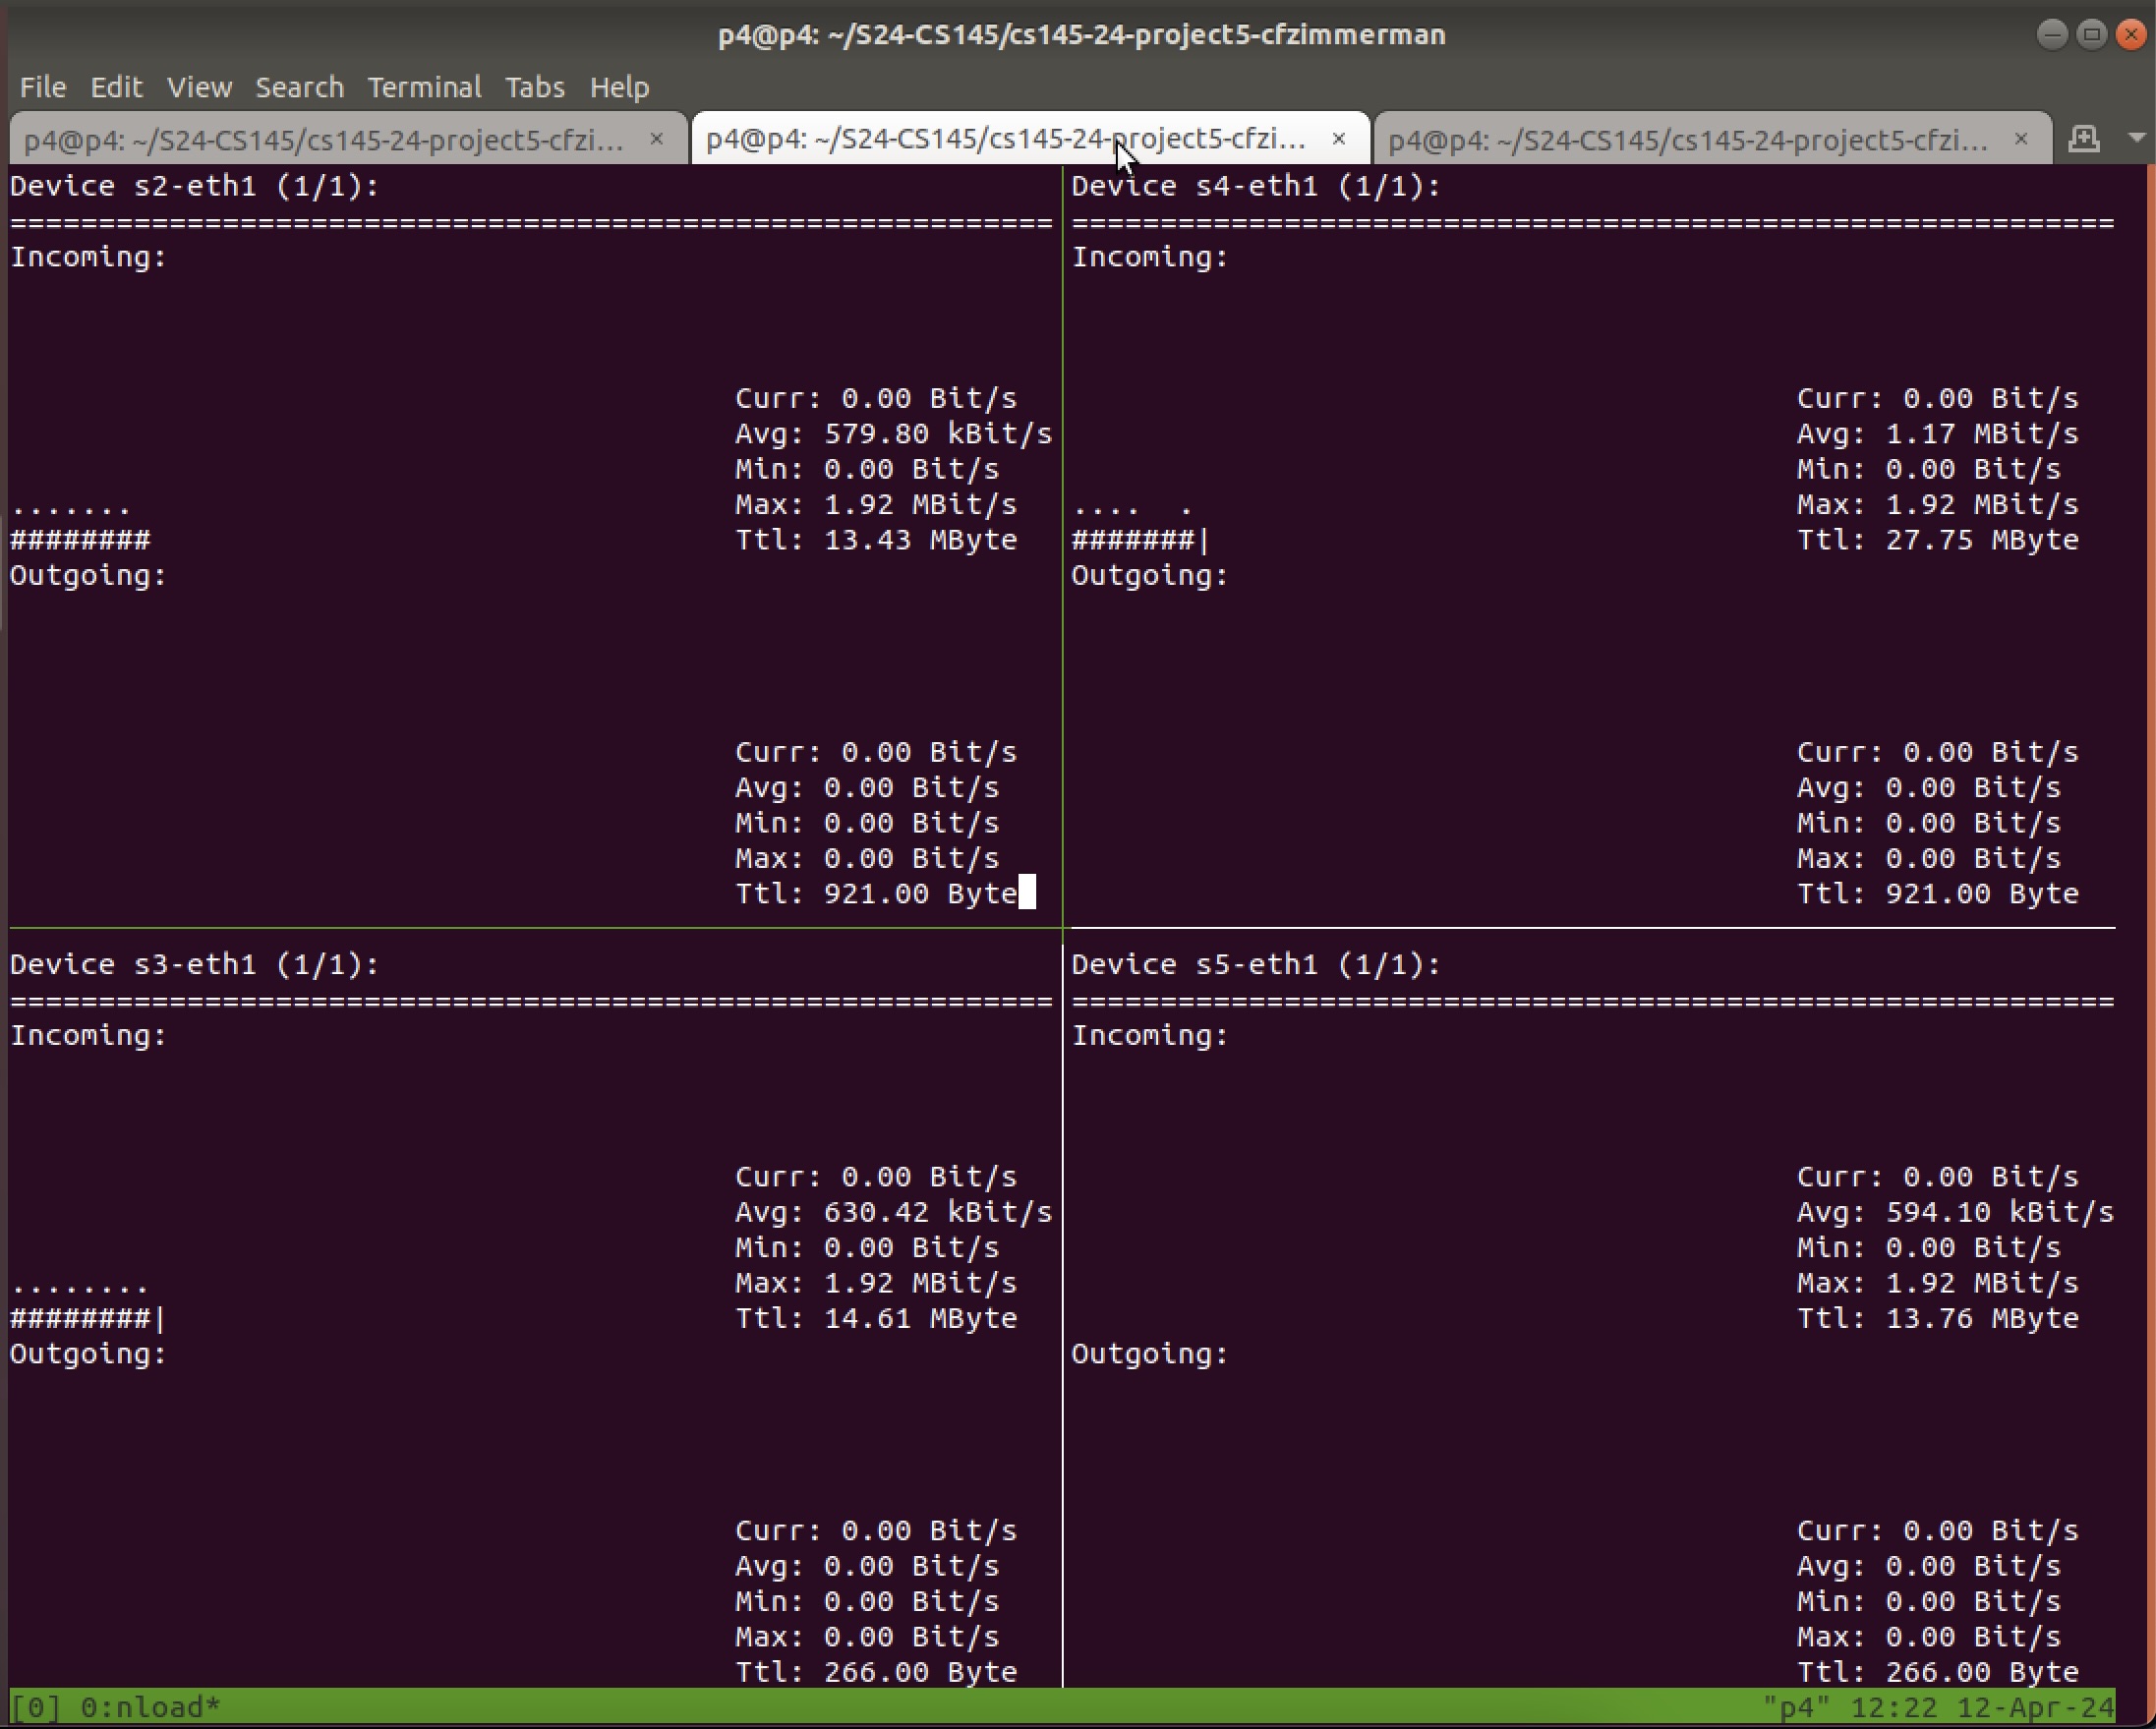 p4@p4: ~/S24-CS145/cs145-24-project5-cfzimmerman
File Edit View Search Terminal Tabs Help
p4@p4: ~/S24-CS145/cs145-24-project5-cfzi... × p4@p4: ~/S24-CS145/cs145-24-project5-cfzi... × p4@p4: ~/S24-CS145/cs145-24-project5-cfzi... ×
Device s2-eth1 (1/1):
===========================================================
Incoming:
Curr: 0.00 Bit/s
Avg: 579.80 kBit/s
Min: 0.00 Bit/s
....... Max: 1.92 MBit/s
######## Ttl: 13.43 MByte
Outgoing:
Curr: 0.00 Bit/s
Avg: 0.00 Bit/s
Min: 0.00 Bit/s
Max: 0.00 Bit/s
Ttl: 921.00 Byte
Device s4-eth1 (1/1):
===========================================================
Incoming:
Curr: 0.00 Bit/s
Avg: 1.17 MBit/s
Min: 0.00 Bit/s
....  . Max: 1.92 MBit/s
#######| Ttl: 27.75 MByte
Outgoing:
Curr: 0.00 Bit/s
Avg: 0.00 Bit/s
Min: 0.00 Bit/s
Max: 0.00 Bit/s
Ttl: 921.00 Byte
Device s3-eth1 (1/1):
===========================================================
Incoming:
Curr: 0.00 Bit/s
Avg: 630.42 kBit/s
Min: 0.00 Bit/s
........ Max: 1.92 MBit/s
########| Ttl: 14.61 MByte
Outgoing:
Curr: 0.00 Bit/s
Avg: 0.00 Bit/s
Min: 0.00 Bit/s
Max: 0.00 Bit/s
Ttl: 266.00 Byte
Device s5-eth1 (1/1):
===========================================================
Incoming:
Curr: 0.00 Bit/s
Avg: 594.10 kBit/s
Min: 0.00 Bit/s
Max: 1.92 MBit/s
Ttl: 13.76 MByte
Outgoing:
Curr: 0.00 Bit/s
Avg: 0.00 Bit/s
Min: 0.00 Bit/s
Max: 0.00 Bit/s
Ttl: 266.00 Byte
[0] 0:nload* "p4" 12:22 12-Apr-24